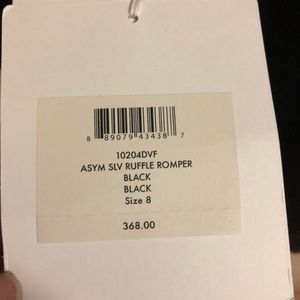 8 89079 43438 7
10204DVF
ASYM SLV RUFFLE ROMPER
BLACK
BLACK
Size 8
368.00